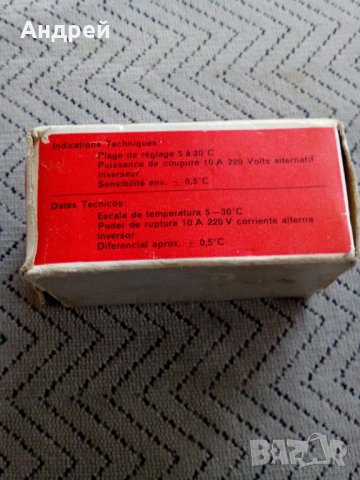 Андрей
Indications Techniques:
Plage de réglage 5 à 30°C
Puissance de coupure 10 A 220 Volts alternatif
Inverseur
Sensibilité env. ± 0,5°C
Dates Tecnicos:
Escala de temperatura 5—30°C
Poder de ruptura 10 A 220 V corriente alterna
Inversor
Diferencial aprox. ± 0,5°C
BAZAR